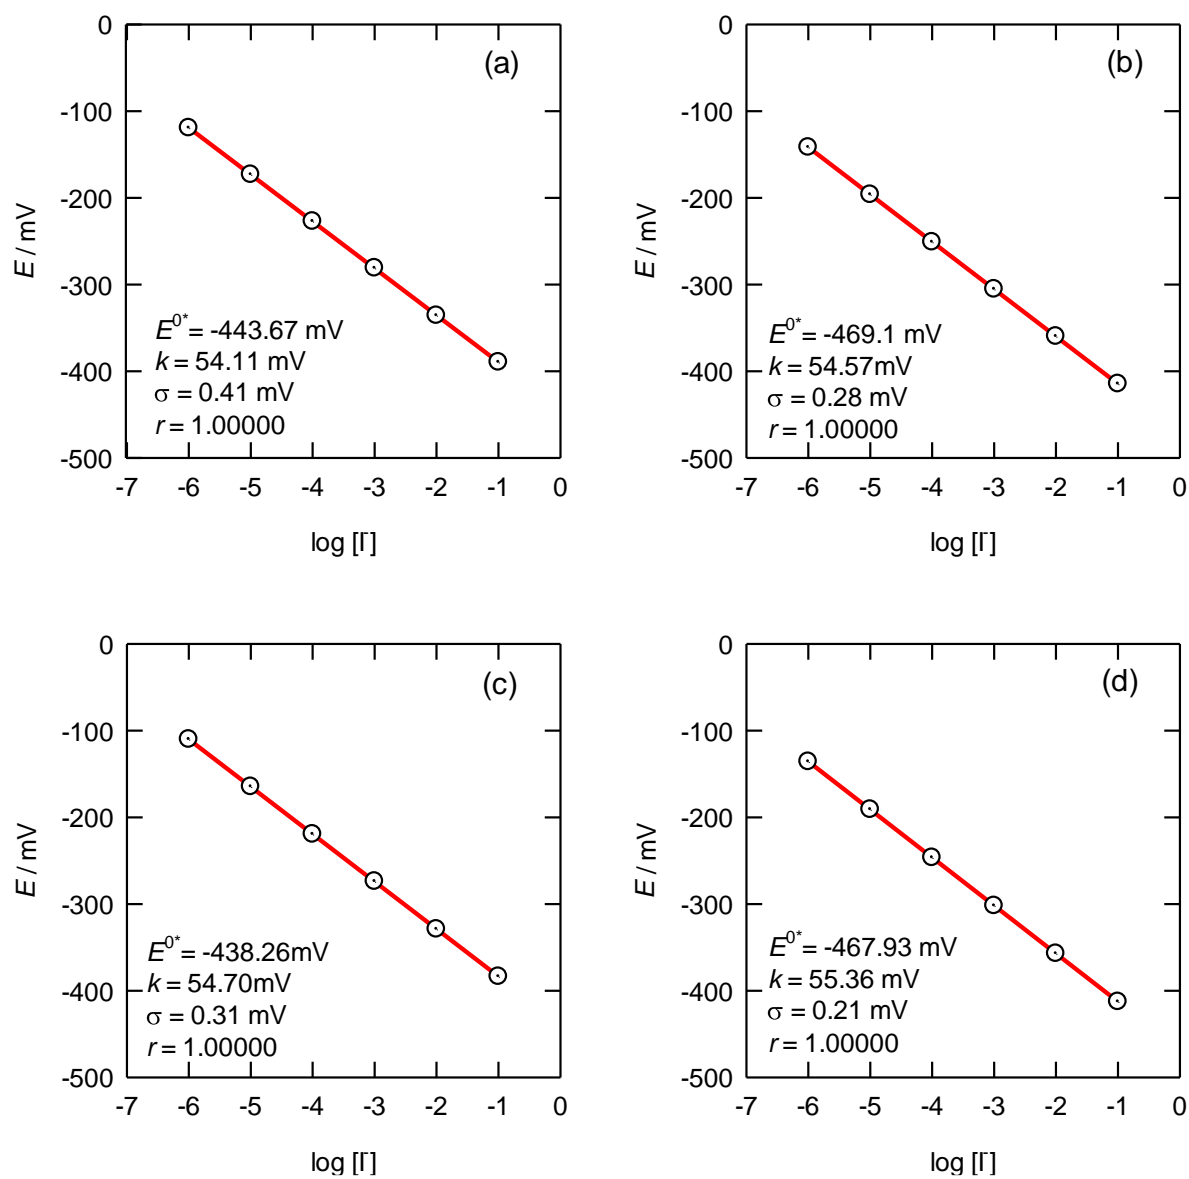 (a)
0
-100
-200
-300
-400
-500
E / mV
E0*= -443.67 mV
k = 54.11 mV
σ = 0.41 mV
r = 1.00000
-7 -6 -5 -4 -3 -2 -1 0
log [I-]
(b)
0
-100
-200
-300
-400
-500
E / mV
E0*= -469.1 mV
k = 54.57mV
σ = 0.28 mV
r = 1.00000
-7 -6 -5 -4 -3 -2 -1 0
log [I-]
(c)
0
-100
-200
-300
-400
-500
E / mV
E0*= -438.26mV
k = 54.70mV
σ = 0.31 mV
r = 1.00000
-7 -6 -5 -4 -3 -2 -1 0
log [I-]
(d)
0
-100
-200
-300
-400
-500
E / mV
E0*= -467.93 mV
k = 55.36 mV
σ = 0.21 mV
r = 1.00000
-7 -6 -5 -4 -3 -2 -1 0
log [I-]